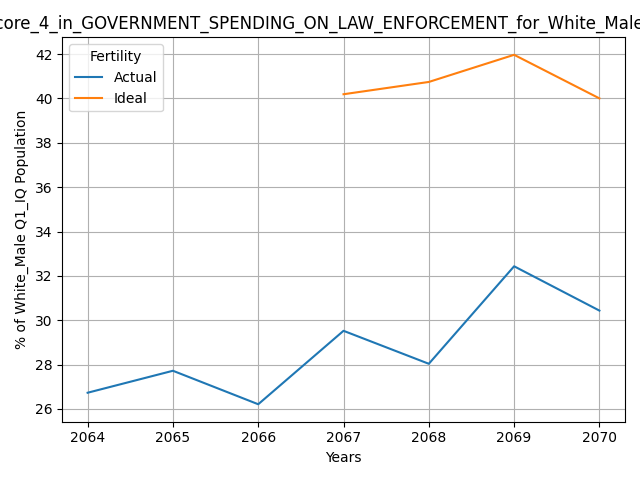 core_4_in_GOVERNMENT_SPENDING_ON_LAW_ENFORCEMENT_for_White_Male
Fertility
Actual
Ideal
% of White_Male Q1_IQ Population
42
40
38
36
34
32
30
28
26
2064 2065 2066 2067 2068 2069 2070
Years